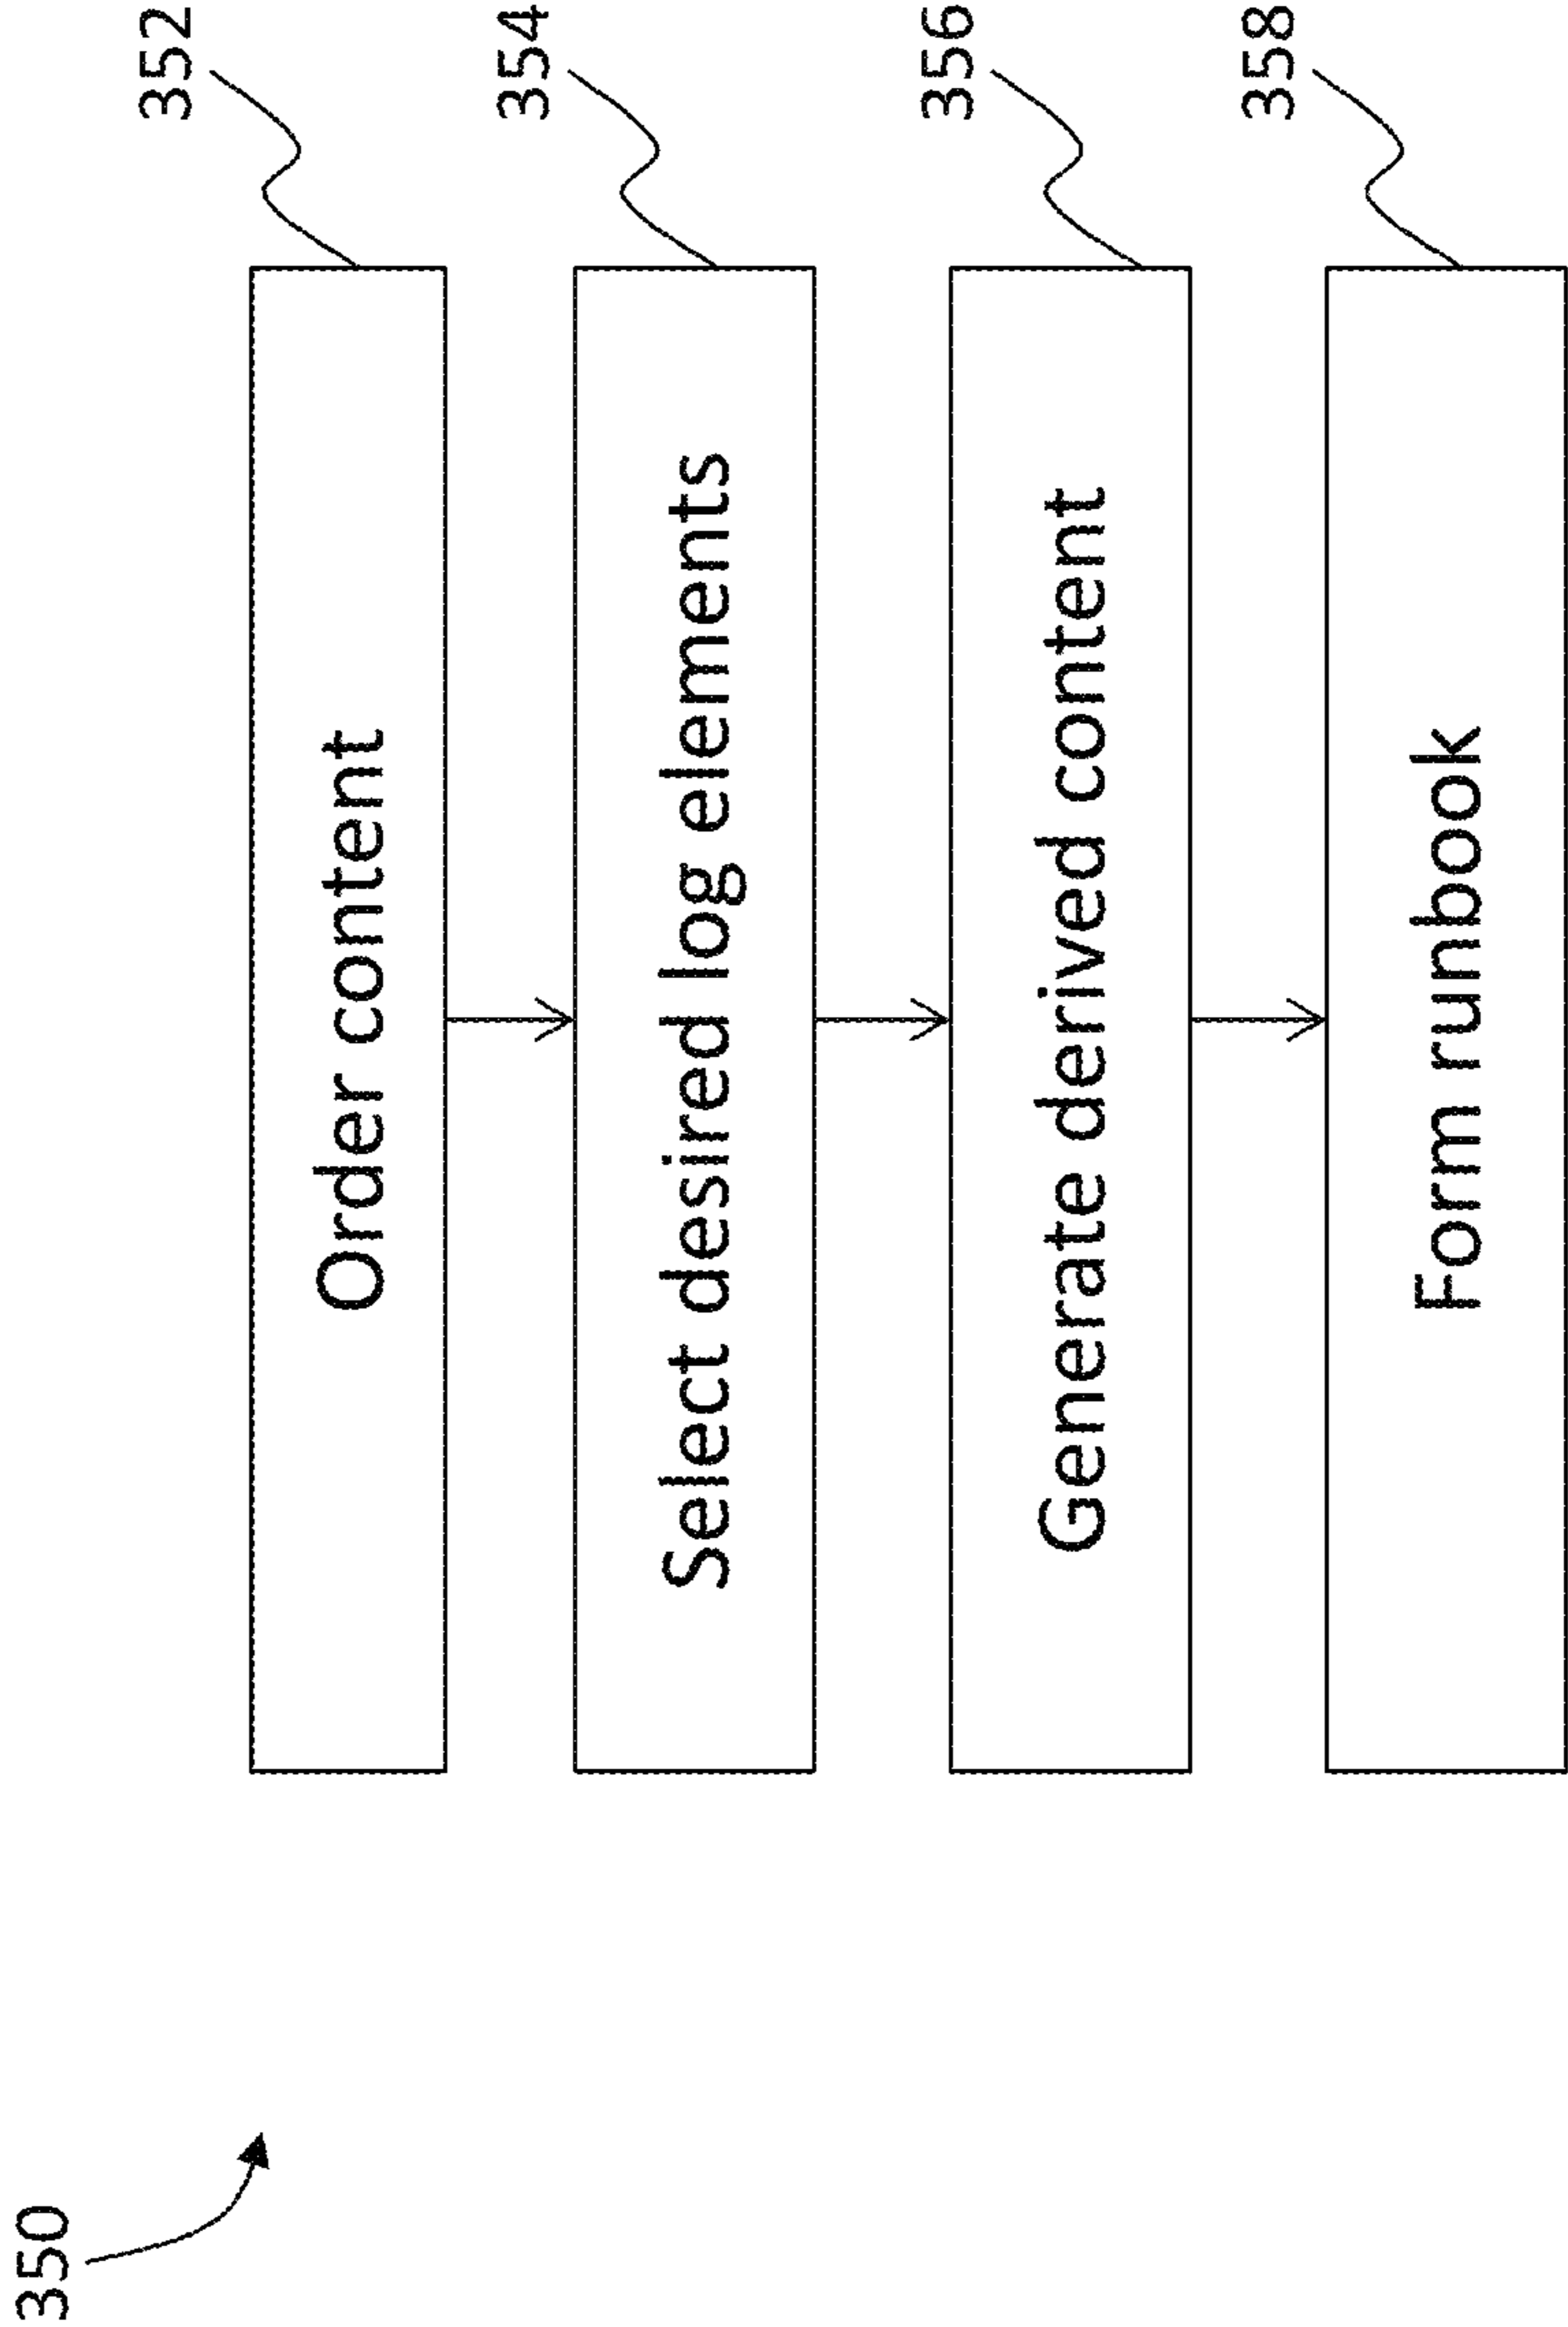 350
352
Order content
354
Select desired log elements
356
Generate derived content
358
Form runbook